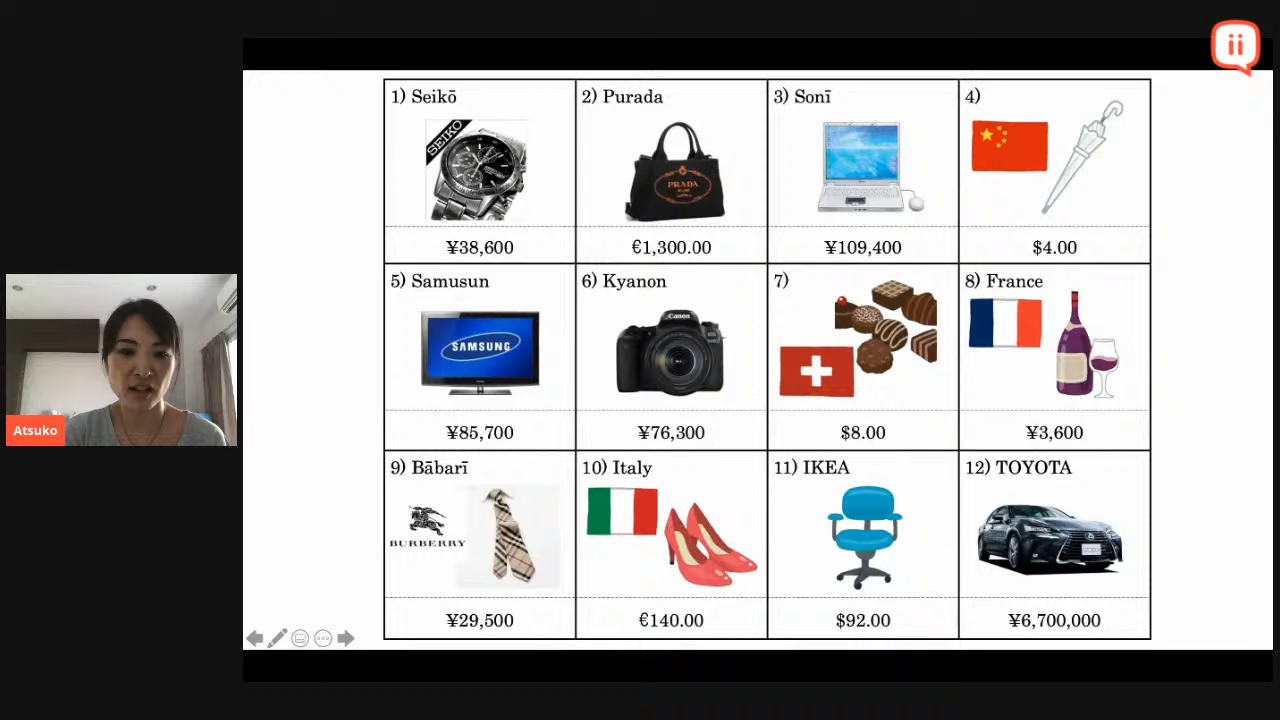 ii
1) Seikō
2) Purada
3) Sonī
4)
SEIKO
PRADA
¥38,600
€1,300.00
¥109,400
$4.00
5) Samusun
6) Kyanon
7)
8) France
SAMSUNG
Canon
¥85,700
¥76,300
$8.00
¥3,600
Atsuko
9) Bābarī
10) Italy
11) IKEA
12) TOYOTA
BURBERRY
¥29,500
€140.00
$92.00
¥6,700,000